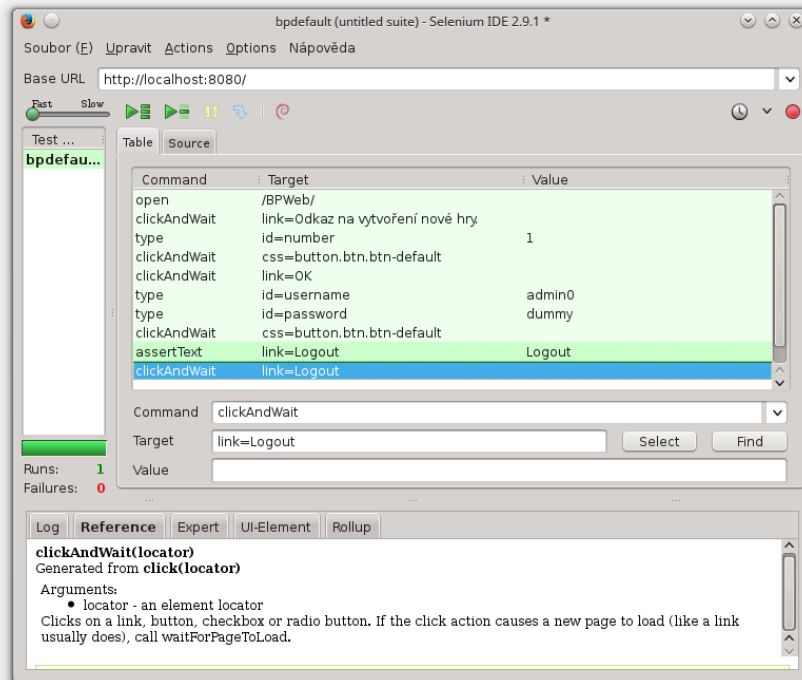 bpdefault (untitled suite) - Selenium IDE 2.9.1 *
Soubor (F) Upravit Actions Options Nápověda
Base URL http://localhost:8080/
Fast Slow
Test ... Table Source
bpdefau...
Command Target Value
open /BPWeb/
clickAndWait link=Odkaz na vytvoření nové hry.
type id=number 1
clickAndWait css=button.btn.btn-default
clickAndWait link=OK
type id=username admin0
type id=password dummy
clickAndWait css=button.btn.btn-default
assertText link=Logout Logout
clickAndWait link=Logout
Command clickAndWait
Target link=Logout Select Find
Value
Runs: 1
Failures: 0
Log Reference Expert UI-Element Rollup
clickAndWait(locator)
Generated from click(locator)
Arguments:
• locator - an element locator
Clicks on a link, button, checkbox or radio button. If the click action causes a new page to load (like a link
usually does), call waitForPageToLoad.